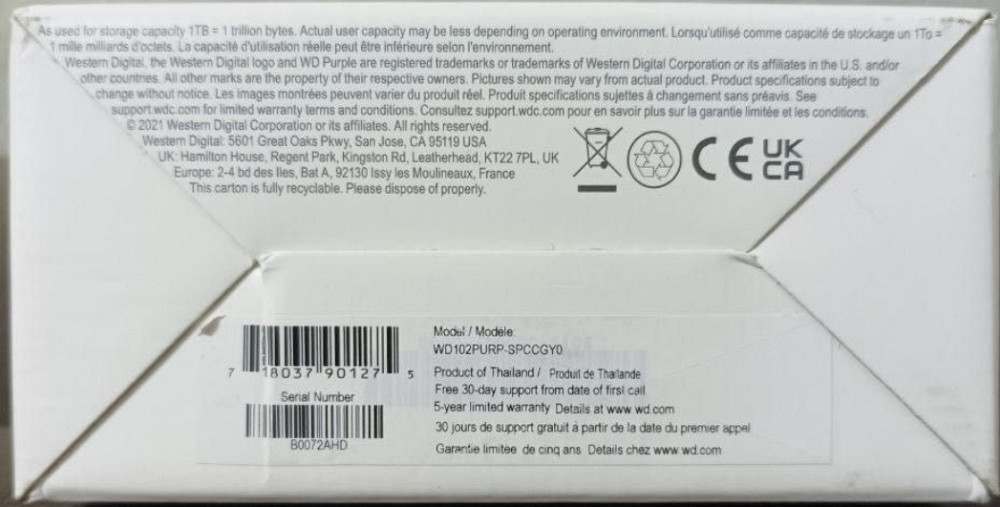 As used for storage capacity 1TB = 1 trillion bytes. Actual user capacity may be less depending on operating environment. Lorsqu'utilisé comme capacité de stockage un 1To =
1 mille milliards d'octets. La capacité d'utilisation réelle peut être inférieure selon l'environnement.
Western Digital, the Western Digital logo and WD Purple are registered trademarks or trademarks of Western Digital Corporation or its affiliates in the U.S. and/or
other countries. All other marks are the property of their respective owners. Pictures shown may vary from actual product. Product specifications subject to
change without notice. Les images montrées peuvent varier du produit réel. Produit specifications sujettes à changement sans préavis. See
support.wdc.com for limited warranty terms and conditions. Consultez support.wdc.com pour en savoir plus sur la garantie limitée et les conditions.
© 2021 Western Digital Corporation or its affiliates. All rights reserved.
Western Digital: 5601 Great Oaks Pkwy, San Jose, CA 95119 USA
UK: Hamilton House, Regent Park, Kingston Rd, Leatherhead, KT22 7PL, UK
Europe: 2-4 bd des Iles, Bat A, 92130 Issy les Moulineaux, France
This carton is fully recyclable. Please dispose of properly.
CE UK
CA
Model / Modele:
WD102PURP-SPCCGY0
7 18037 90127 5
Product of Thailand / Produit de Thaïlande
Free 30-day support from date of first call
Serial Number
5-year limited warranty Details at www.wd.com
30 jours de support gratuit à partir de la date du premier appel
B0072AHD
Garantie limitée de cinq ans Details chez www.wd.com